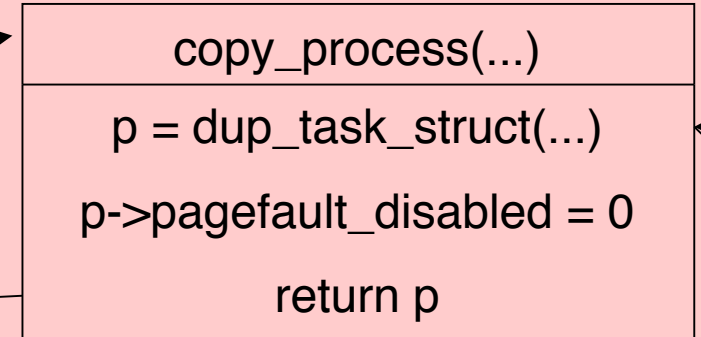 copy_process(...)
p = dup_task_struct(...)
p->pagefault_disabled = 0
return p